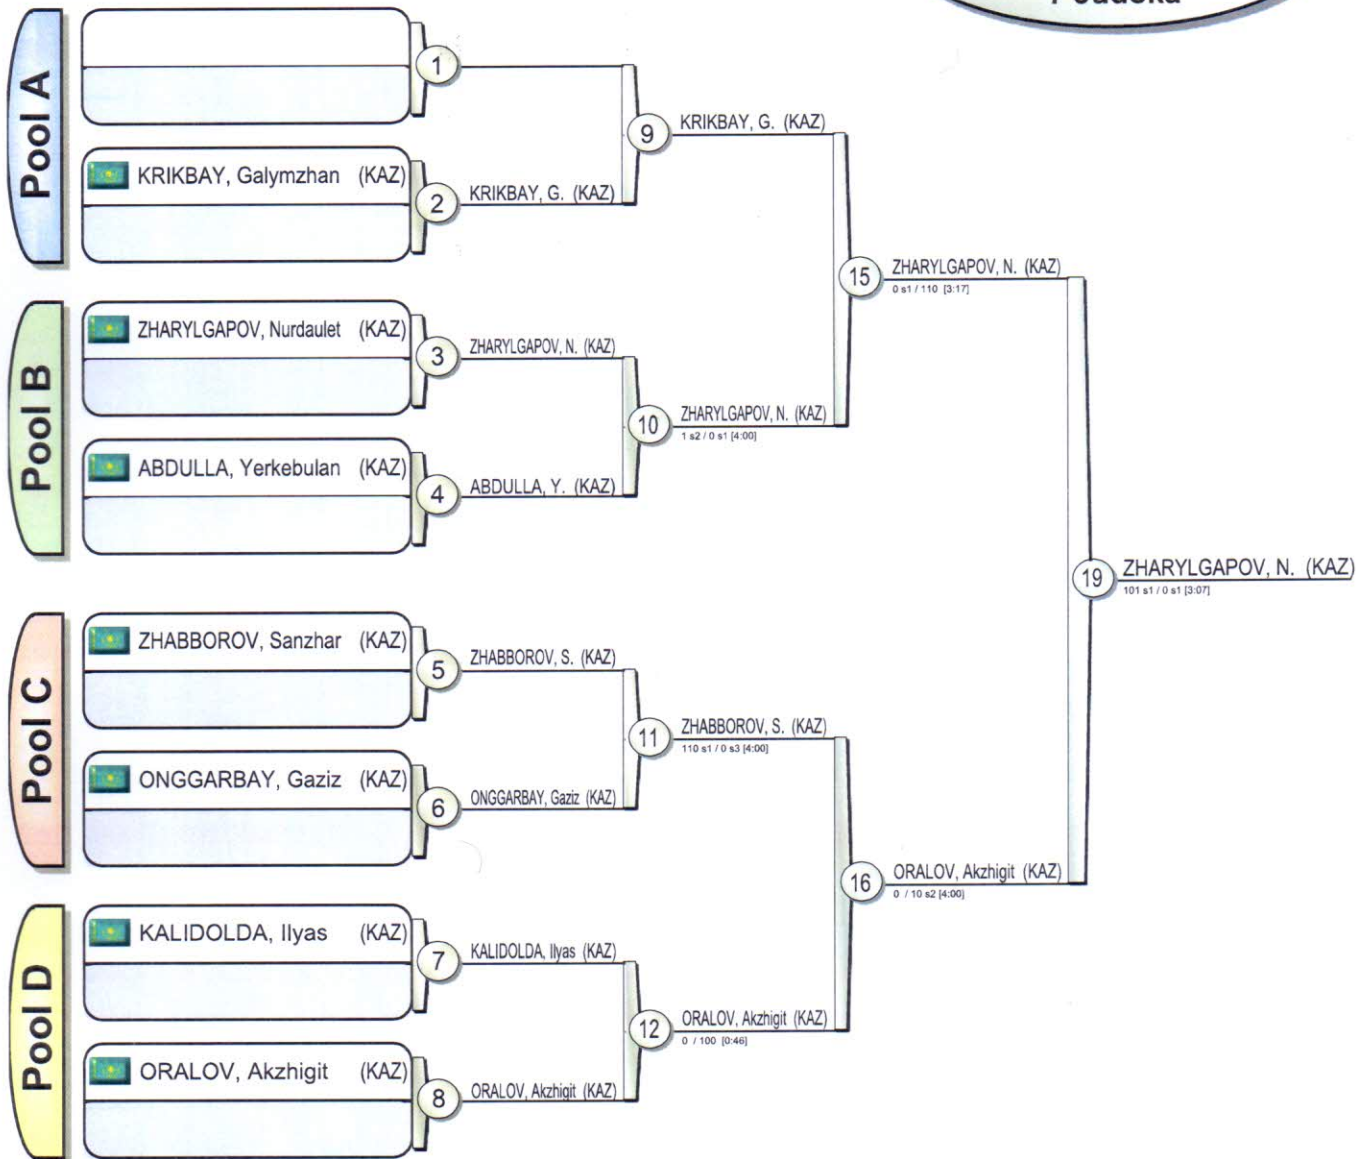 7 Judoka
Pool A
1
KRIKBAY, Galymzhan (KAZ)
2
KRIKBAY, G. (KAZ)
9
KRIKBAY, G. (KAZ)
Pool B
ZHARYLGAPOV, Nurdaulet (KAZ)
3
ZHARYLGAPOV, N. (KAZ)
ABDULLA, Yerkebulan (KAZ)
4
ABDULLA, Y. (KAZ)
10
ZHARYLGAPOV, N. (KAZ)
1 s2 / 0 s1 [4:00]
15
ZHARYLGAPOV, N. (KAZ)
0 s1 / 110 [3:17]
Pool C
ZHABBOROV, Sanzhar (KAZ)
5
ZHABBOROV, S. (KAZ)
ONGGARBAY, Gaziz (KAZ)
6
ONGGARBAY, Gaziz (KAZ)
11
ZHABBOROV, S. (KAZ)
110 s1 / 0 s3 [4:00]
Pool D
KALIDOLDA, Ilyas (KAZ)
7
KALIDOLDA, Ilyas (KAZ)
ORALOV, Akzhigit (KAZ)
8
ORALOV, Akzhigit (KAZ)
12
ORALOV, Akzhigit (KAZ)
0 / 100 [0:46]
16
ORALOV, Akzhigit (KAZ)
0 / 10 s2 [4:00]
19
ZHARYLGAPOV, N. (KAZ)
101 s1 / 0 s1 [3:07]